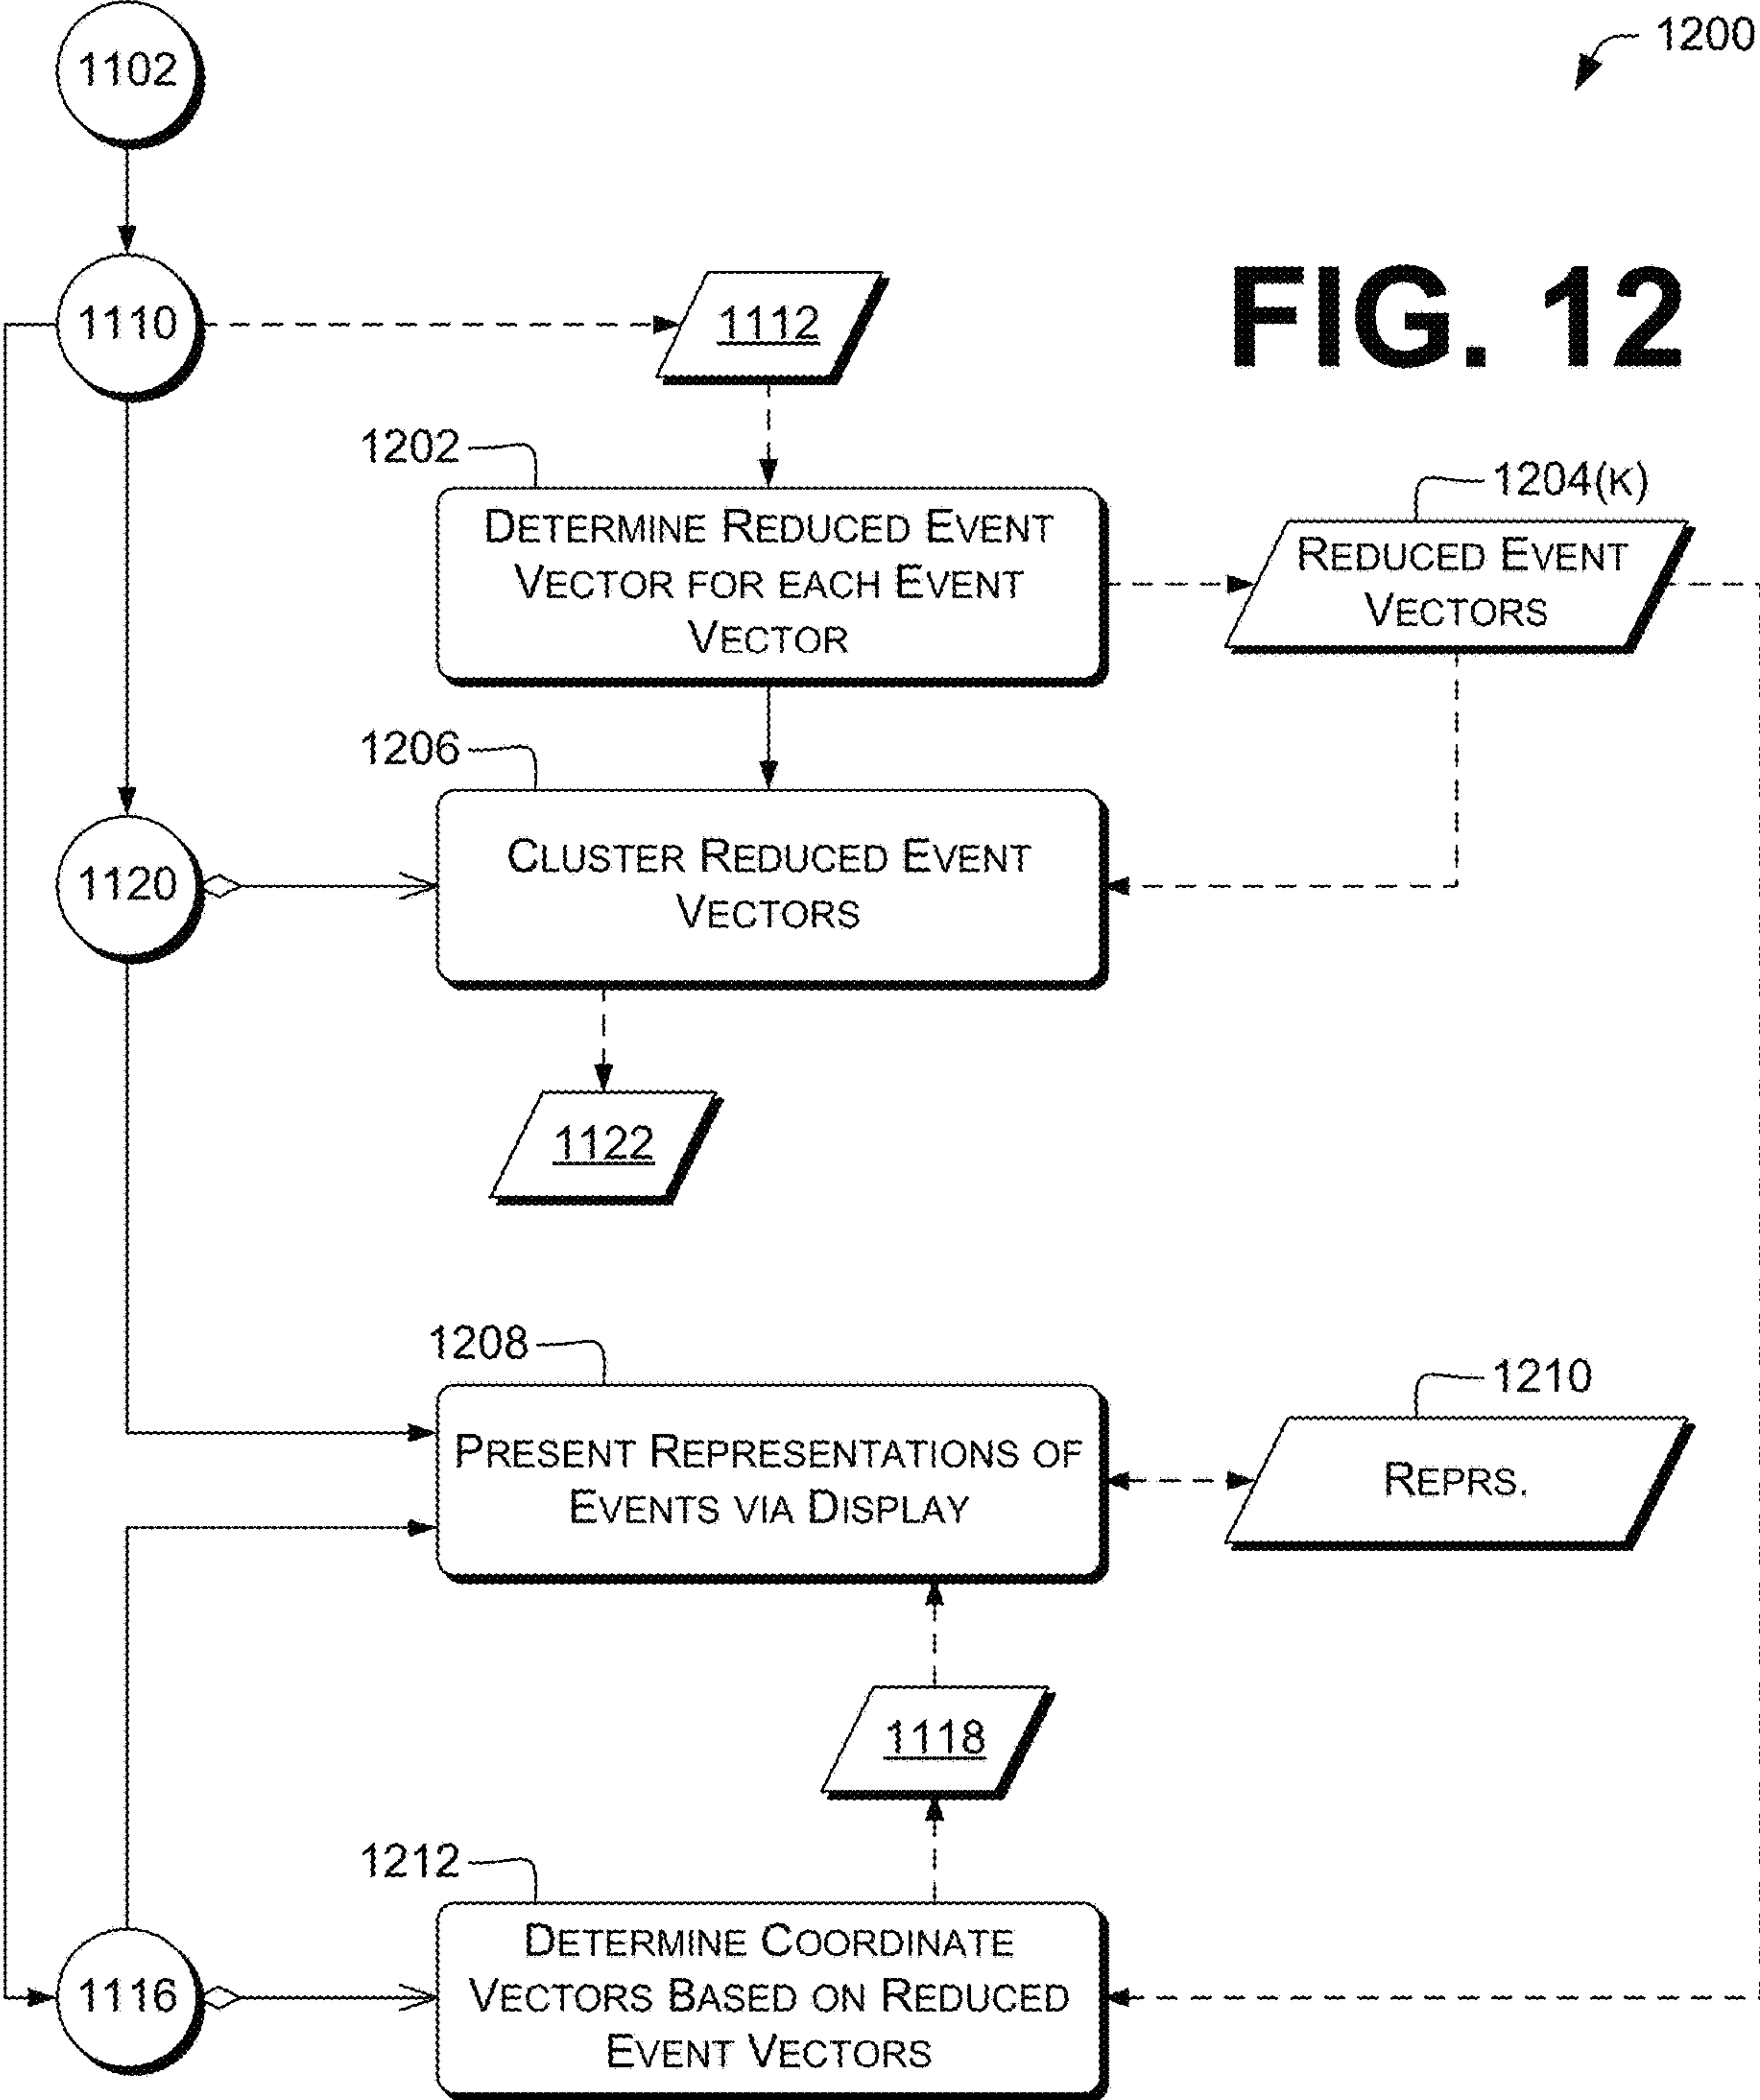 1102
1200
FIG. 12
1110
1112
1202
1204(K)
DETERMINE REDUCED EVENT
VECTOR FOR EACH EVENT
VECTOR
REDUCED EVENT
VECTORS
1206
1120
CLUSTER REDUCED EVENT
VECTORS
1122
1208
1210
PRESENT REPRESENTATIONS OF
EVENTS VIA DISPLAY
REPRS.
1118
1212
1116
DETERMINE COORDINATE
VECTORS BASED ON REDUCED
EVENT VECTORS